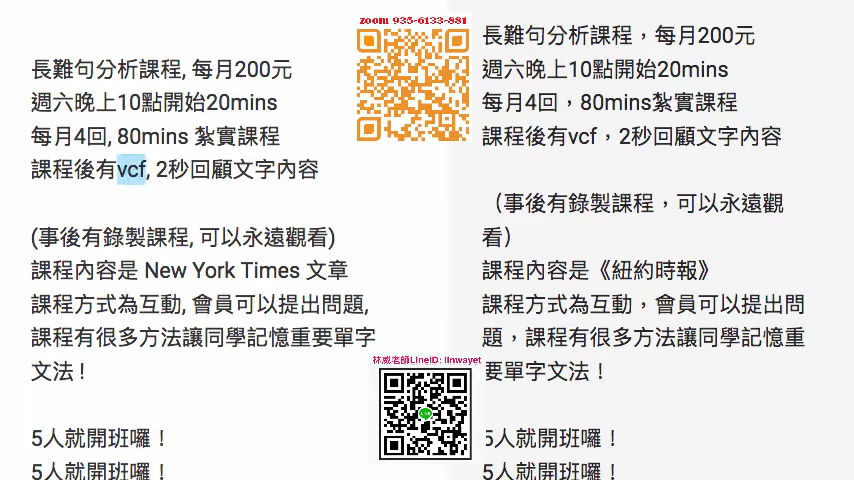 zoom 935-6133-881
長難句分析課程, 每月200元
週六晚上10點開始20mins
每月4回, 80mins 紮實課程
課程後有vcf, 2秒回顧文字內容
(事後有錄製課程, 可以永遠觀看)
課程內容是 New York Times 文章
課程方式為互動, 會員可以提出問題,
課程有很多方法讓同學記憶重要單字
文法 !
5人就開班囉！
5人就開班囉！
長難句分析課程，每月200元
週六晚上10點開始20mins
每月4回，80mins紮實課程
課程後有vcf，2秒回顧文字內容
（事後有錄製課程，可以永遠觀
看）
課程內容是《紐約時報》
課程方式為互動，會員可以提出問
題，課程有很多方法讓同學記憶重
要單字文法！
5人就開班囉！
5人就開班囉！
林威老師LineID: linwayet
LINE